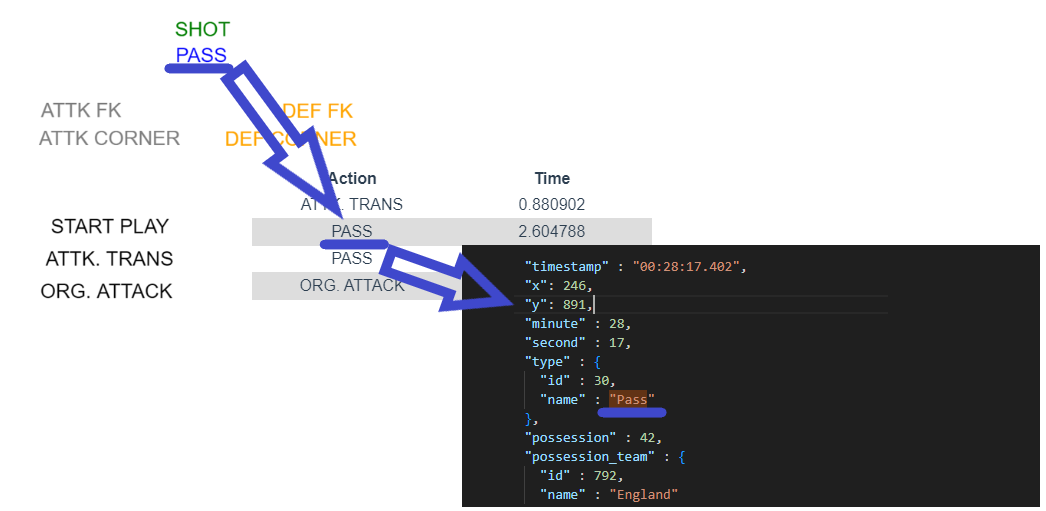 SHOT
PASS
ATTK FK
DEF FK
ATTK CORNER
DEF CORNER
Action Time
ATTK. TRANS 0.880902
START PLAY
PASS 2.604788
ATTK. TRANS
PASS
ORG. ATTACK
ORG. ATTACK
"timestamp" : "00:28:17.402",
"x": 246,
"y": 891,
"minute" : 28,
"second" : 17,
"type" : {
"id" : 30,
"name" : "Pass"
},
"possession" : 42,
"possession_team" : {
"id" : 792,
"name" : "England"